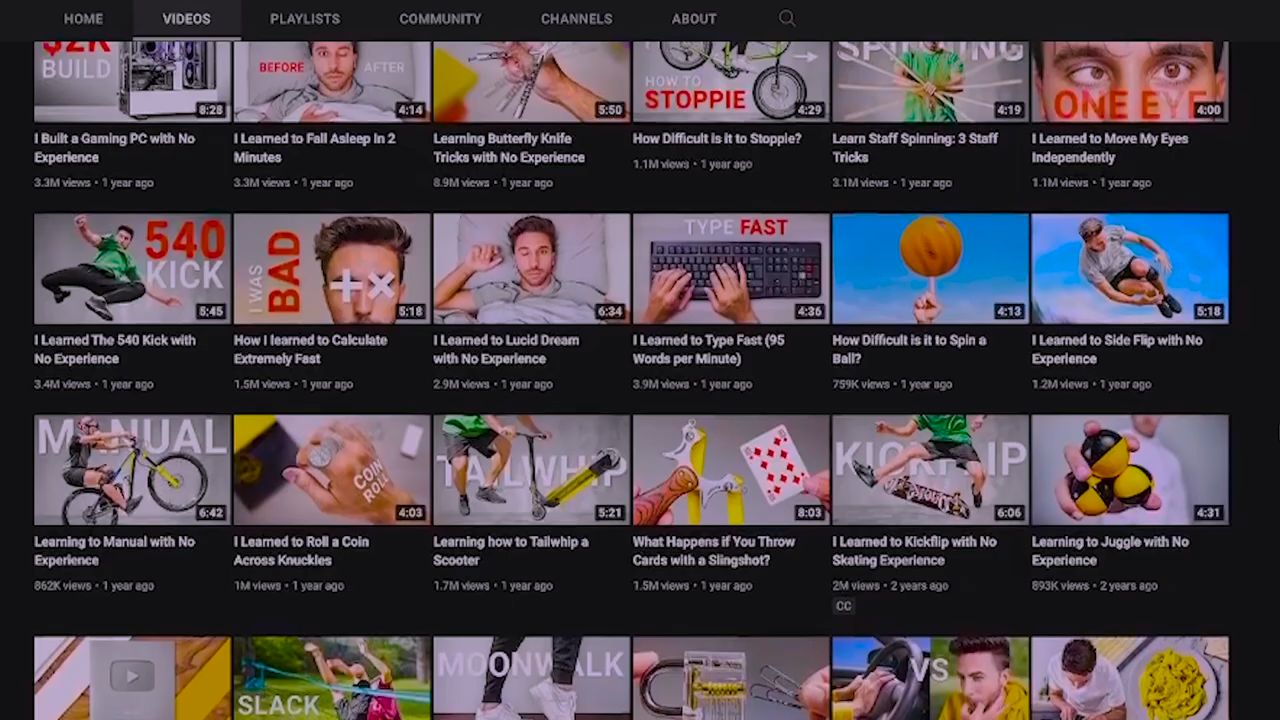 HOME VIDEOS PLAYLISTS COMMUNITY CHANNELS ABOUT
$2K
BUILD
8:28
BEFORE AFTER
4:14
5:50
HOW TO
STOPPIE
4:29
SPINNING
4:19
ONE EYE
4:00
I Built a Gaming PC with No
Experience
3.3M views • 1 year ago
I Learned to Fall Asleep In 2
Minutes
3.3M views • 1 year ago
Learning Butterfly Knife
Tricks with No Experience
8.9M views • 1 year ago
How Difficult is it to Stoppie?
1.1M views • 1 year ago
Learn Staff Spinning: 3 Staff
Tricks
3.1M views • 1 year ago
I Learned to Move My Eyes
Independently
1.1M views • 1 year ago
540
KICK
5:45
I WAS
BAD
5:18
6:34
TYPE FAST
4:36
4:13
5:18
I Learned The 540 Kick with
No Experience
3.4M views • 1 year ago
How I learned to Calculate
Extremely Fast
1.5M views • 1 year ago
I Learned to Lucid Dream
with No Experience
2.9M views • 1 year ago
I Learned to Type Fast (95
Words per Minute)
3.9M views • 1 year ago
How Difficult is it to Spin a
Ball?
759K views • 1 year ago
I Learned to Side Flip with No
Experience
1.2M views • 1 year ago
MANUAL
6:42
COIN
ROLL
4:03
TAILWHIP
5:21
8:03
KICKFLIP
6:06
4:31
Learning to Manual with No
Experience
862K views • 1 year ago
I Learned to Roll a Coin
Across Knuckles
1M views • 1 year ago
Learning how to Tailwhip a
Scooter
1.7M views • 1 year ago
What Happens if You Throw
Cards with a Slingshot?
1.5M views • 1 year ago
I Learned to Kickflip with No
Skating Experience
2M views • 2 years ago
CC
Learning to Juggle with No
Experience
893K views • 2 years ago
SLACK
MOONWALK
VS